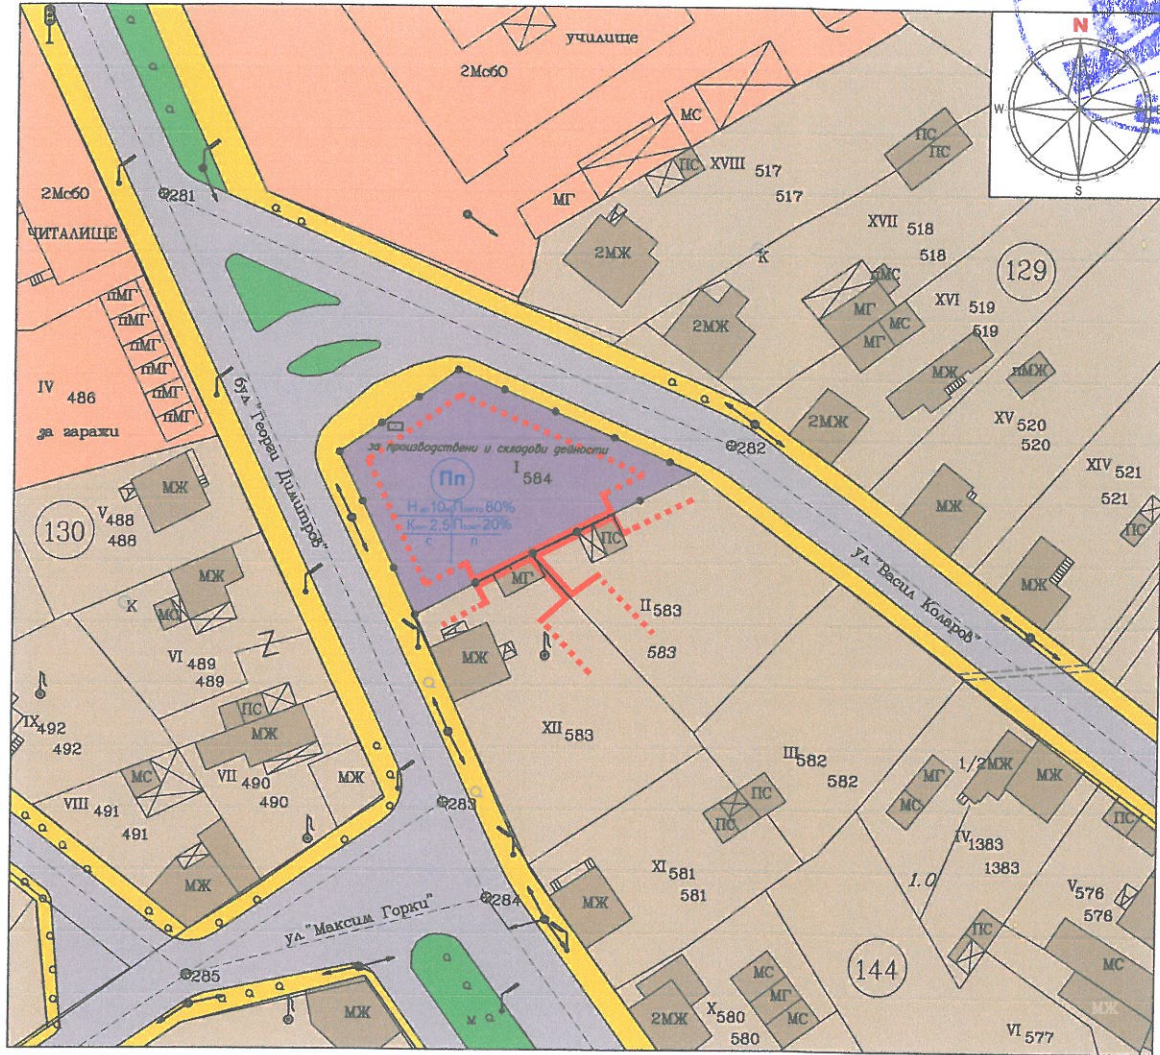 училище
2Мсб0
N
W
S
МС
ПС
XVIII 517
517
МГ
ПС
ПС
281
2Мсб0
ЧИТАЛИЩЕ
2МЖ
XVII 518
518
К
129
пМС
МГ
МС
МГ
XVI 519
519
2МЖ
пМГ
пМГ
пМГ
пМГ
пМГ
пМГ
IV 486
за гаражи
МЖ
пМЖ
бул. "Георги Димитров"
2МЖ
XV 520
520
282
за производствени и складови дейности
I 584
Пп
80%
2,5
20%
с
п
XIV 521
521
ПС
МЖ
МЖ
V 488
488
130
ПС
ул. "Васил Коларов"
МЖ
МЖ
К
МС
МГ
II 583
583
VI 489
489
МЖ
IX 492
492
ПС
МЖ
XII 583
III 582
582
МС
VII 490
490
МЖ
VIII 491
491
283
МГ
МС
1/2МЖ
МЖ
ПС
ПС
ПС
IV 1383
1383
МЖ
XI 581
581
1.0
V 576
576
МЖ
284
ул. "Максим Горки"
285
ПС
144
МС
МЖ
МС
МГ
МС
МЖ
2МЖ
X 580
580
VI 577